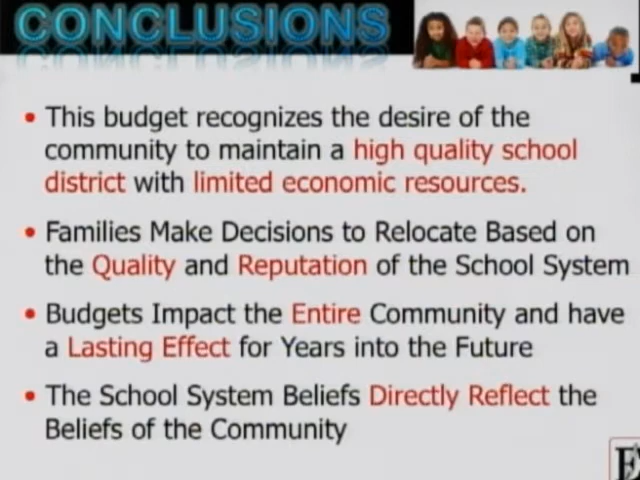 CONCLUSIONS
• This budget recognizes the desire of the
community to maintain a high quality school
district with limited economic resources.
• Families Make Decisions to Relocate Based on
the Quality and Reputation of the School System
• Budgets Impact the Entire Community and have
a Lasting Effect for Years into the Future
• The School System Beliefs Directly Reflect the
Beliefs of the Community
E